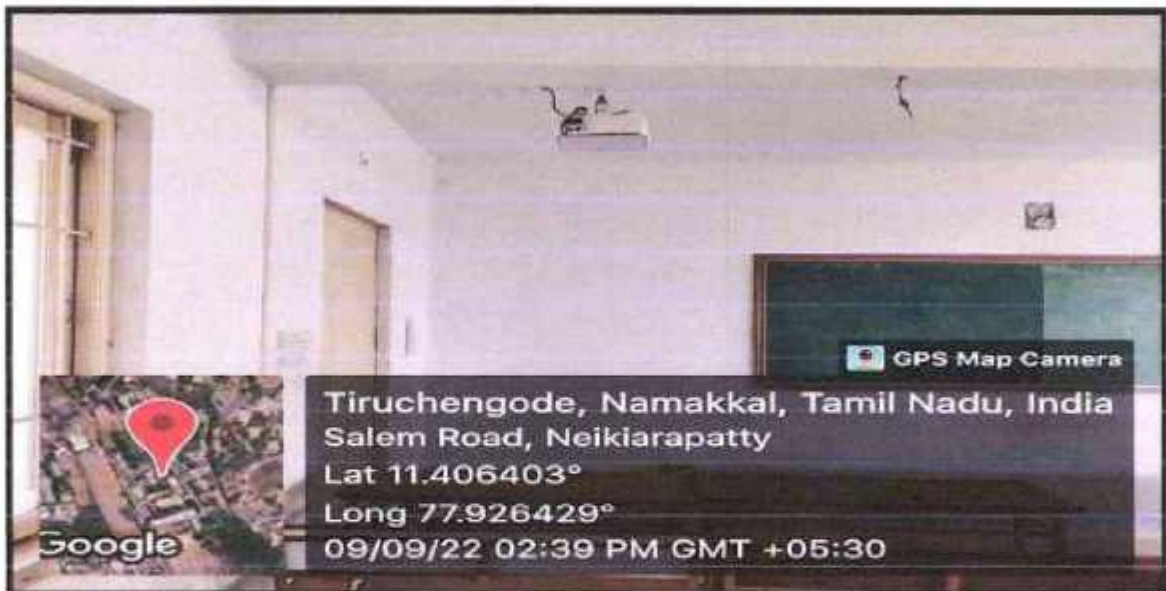 GPS Map Camera
Tiruchengode, Namakkal, Tamil Nadu, India
Salem Road, Neikiarapatty
Lat 11.406403°
Long 77.926429°
09/09/22 02:39 PM GMT +05:30
Google